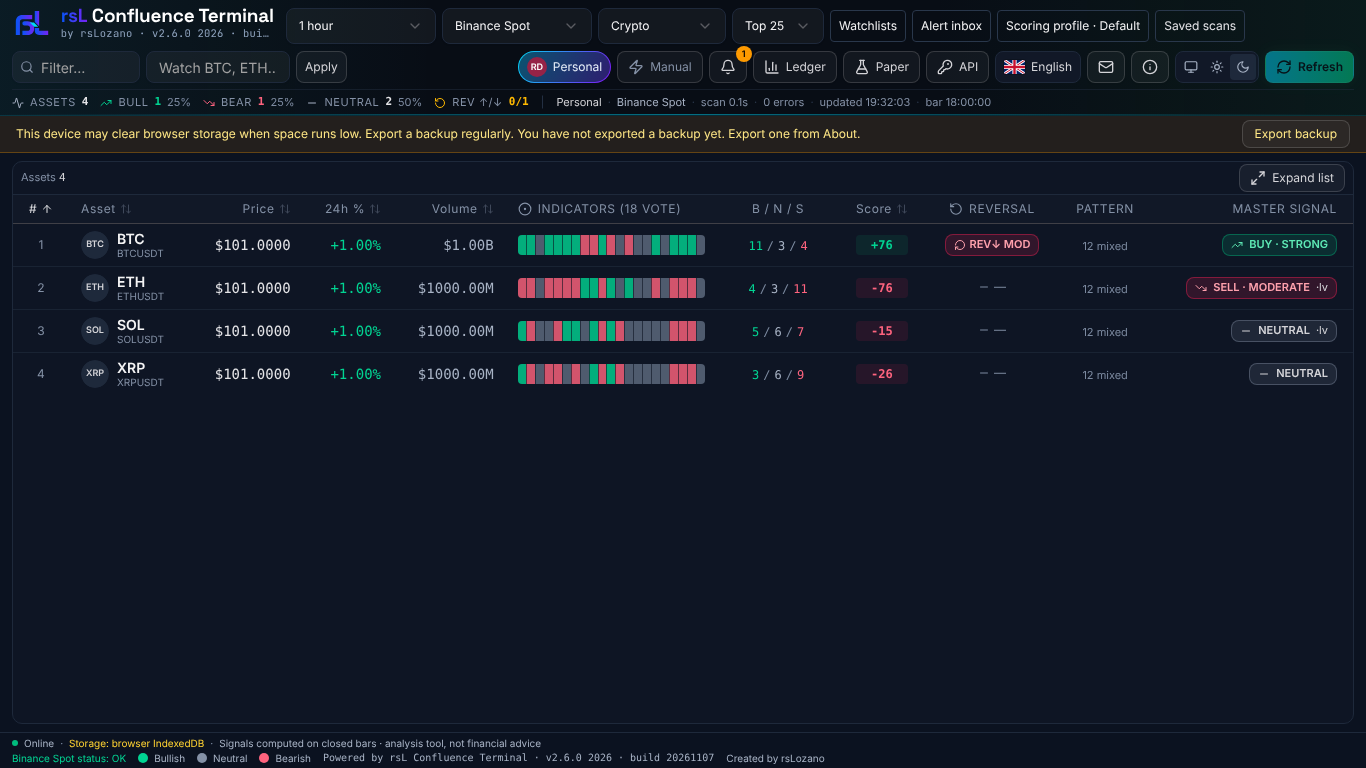 rsL Confluence Terminal
by rsLozano · v2.6.0 2026 · bui…
1 hour
Binance Spot
Crypto
Top 25
Watchlists
Alert inbox
Scoring profile · Default
Saved scans
Filter...
Watch BTC, ETH..
Apply
RD Personal
Manual
1
Ledger
Paper
API
English
Refresh
ASSETS 4 BULL 1 25% BEAR 1 25% NEUTRAL 2 50% REV ↑/↓ 0/1 Personal · Binance Spot · scan 0.1s · 0 errors · updated 19:32:03 · bar 18:00:00
This device may clear browser storage when space runs low. Export a backup regularly. You have not exported a backup yet. Export one from About.
Export backup
Assets 4
Expand list
# ↑ Asset Price 24h % Volume INDICATORS (18 VOTE) B / N / S Score REVERSAL PATTERN MASTER SIGNAL
1 BTC BTC $101.0000 +1.00% $1.00B 11 / 3 / 4 +76 REV↓ MOD 12 mixed BUY · STRONG
BTCUSDT
2 ETH ETH $101.0000 +1.00% $1000.00M 4 / 3 / 11 -76 — — 12 mixed SELL · MODERATE ·lv
ETHUSDT
3 SOL SOL $101.0000 +1.00% $1000.00M 5 / 6 / 7 -15 — — 12 mixed — NEUTRAL ·lv
SOLUSDT
4 XRP XRP $101.0000 +1.00% $1000.00M 3 / 6 / 9 -26 — — 12 mixed — NEUTRAL
XRPUSDT
Online · Storage: browser IndexedDB · Signals computed on closed bars · analysis tool, not financial advice
Binance Spot status: OK Bullish Neutral Bearish Powered by rsL Confluence Terminal · v2.6.0 2026 · build 20261107 Created by rsLozano